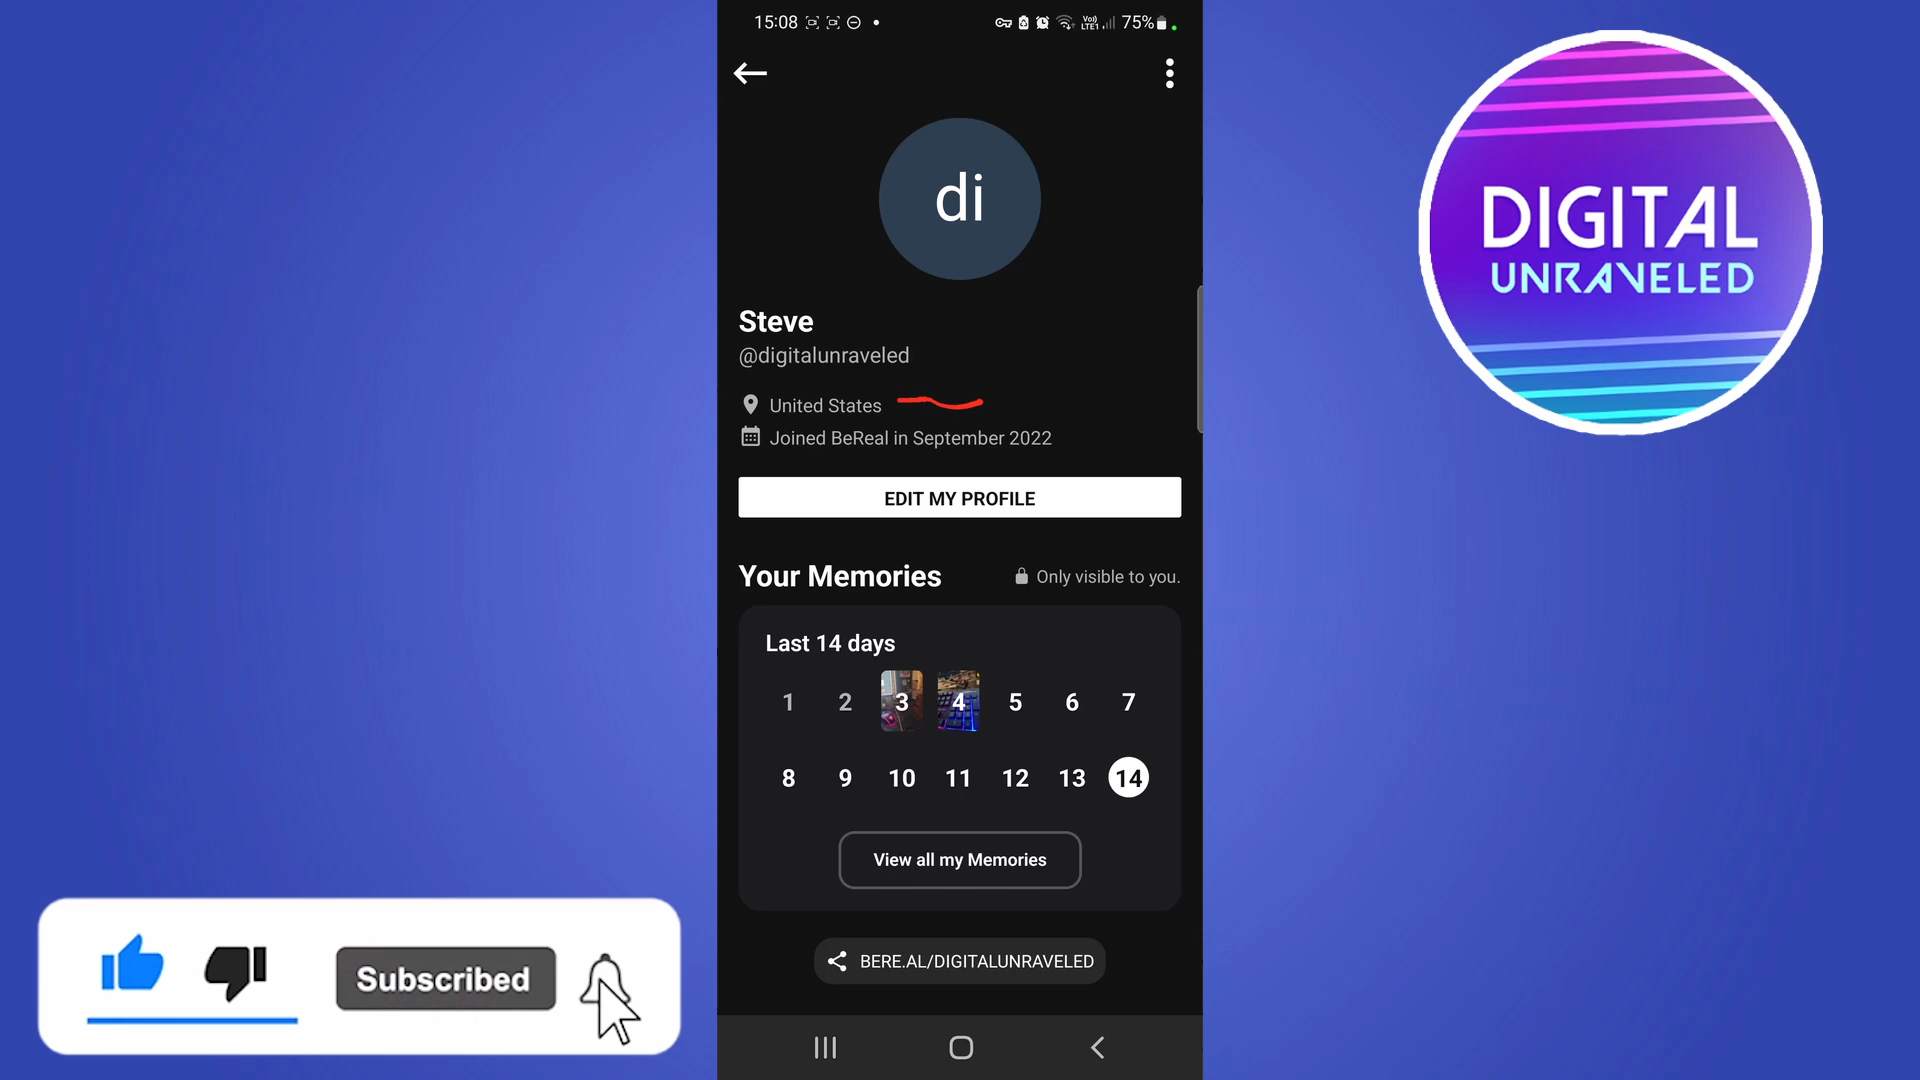 15:08
Vo)) LTE1
75%
di
DIGITAL
UNRAVELED
Steve
@digitalunraveled
United States
Joined BeReal in September 2022
EDIT MY PROFILE
Your Memories
Only visible to you.
Last 14 days
1 2 3 4 5 6 7
8 9 10 11 12 13 14
View all my Memories
BERE.AL/DIGITALUNRAVELED
Subscribed